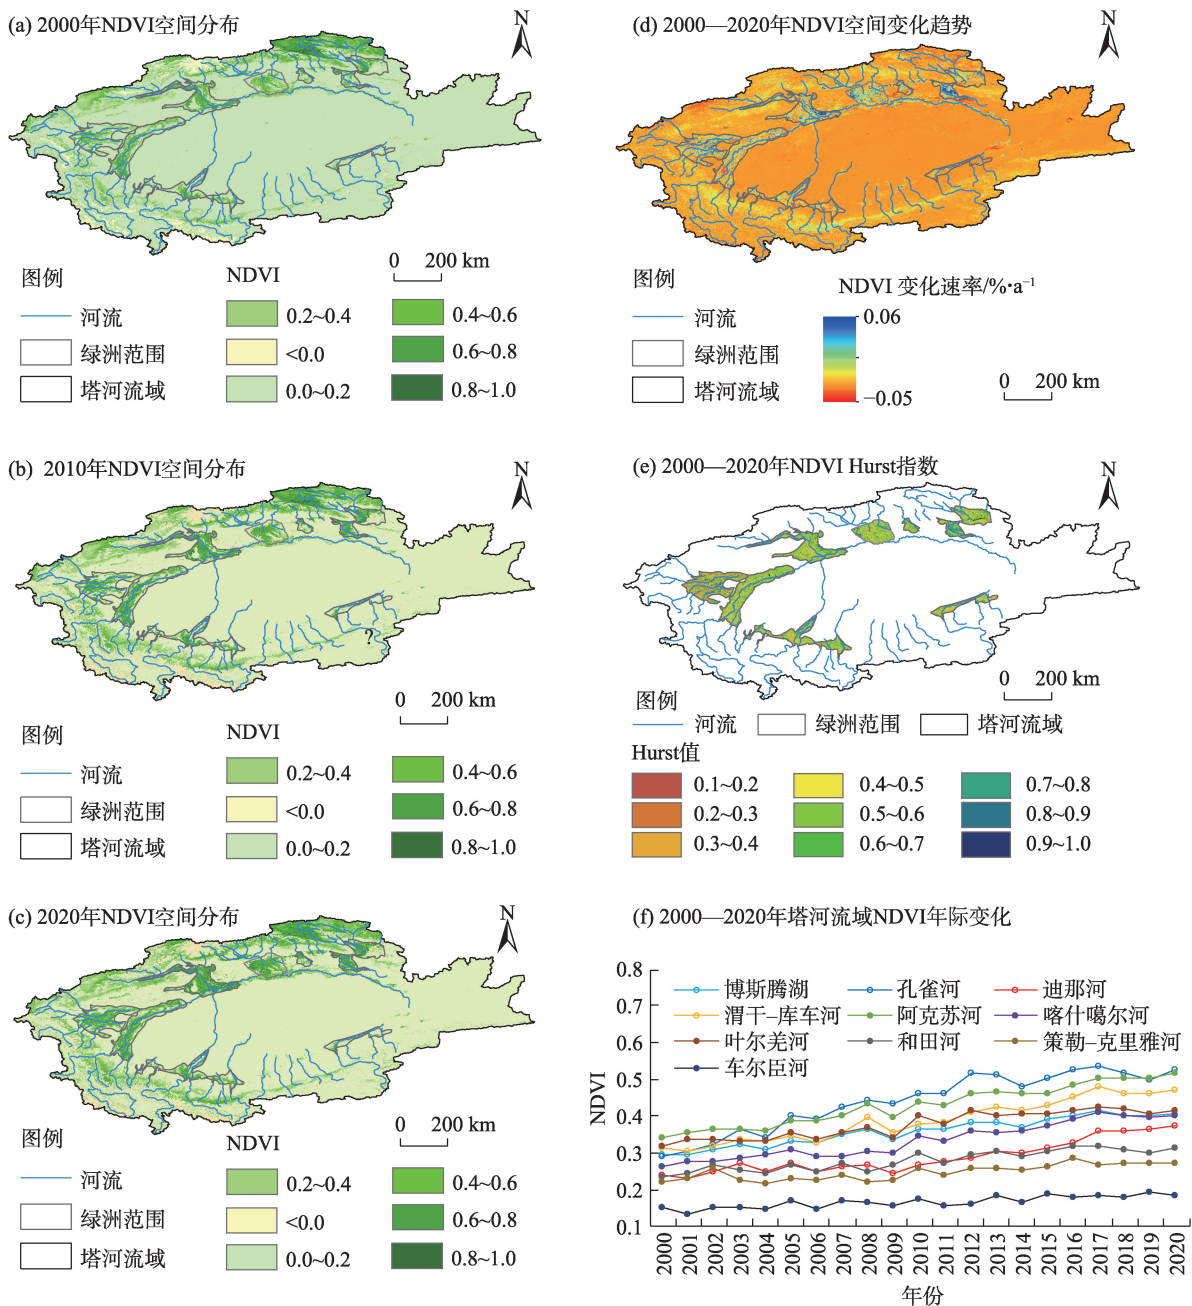 (a) 2000年NDVI空间分布
N
图例
NDVI
0 200 km
河流
0.2~0.4
0.4~0.6
绿洲范围
<0.0
0.6~0.8
塔河流域
0.0~0.2
0.8~1.0
(b) 2010年NDVI空间分布
N
?
图例
NDVI
0 200 km
河流
0.2~0.4
0.4~0.6
绿洲范围
<0.0
0.6~0.8
塔河流域
0.0~0.2
0.8~1.0
(c) 2020年NDVI空间分布
N
图例
NDVI
0 200 km
河流
0.2~0.4
0.4~0.6
绿洲范围
<0.0
0.6~0.8
塔河流域
0.0~0.2
0.8~1.0
(d) 2000—2020年NDVI空间变化趋势
N
图例
NDVI 变化速率/%•a⁻¹
河流
0.06
绿洲范围
塔河流域
−0.05
0 200 km
(e) 2000—2020年NDVI Hurst指数
N
0 200 km
图例
河流 绿洲范围 塔河流域
Hurst值
0.1~0.2 0.4~0.5 0.7~0.8
0.2~0.3 0.5~0.6 0.8~0.9
0.3~0.4 0.6~0.7 0.9~1.0
(f) 2000—2020年塔河流域NDVI年际变化
博斯腾湖 孔雀河 迪那河
渭干–库车河 阿克苏河 喀什噶尔河
叶尔羌河 和田河 策勒–克里雅河
车尔臣河
NDVI
0.8
0.7
0.6
0.5
0.4
0.3
0.2
0.1
2000 2001 2002 2003 2004 2005 2006 2007 2008 2009 2010 2011 2012 2013 2014 2015 2016 2017 2018 2019 2020
年份